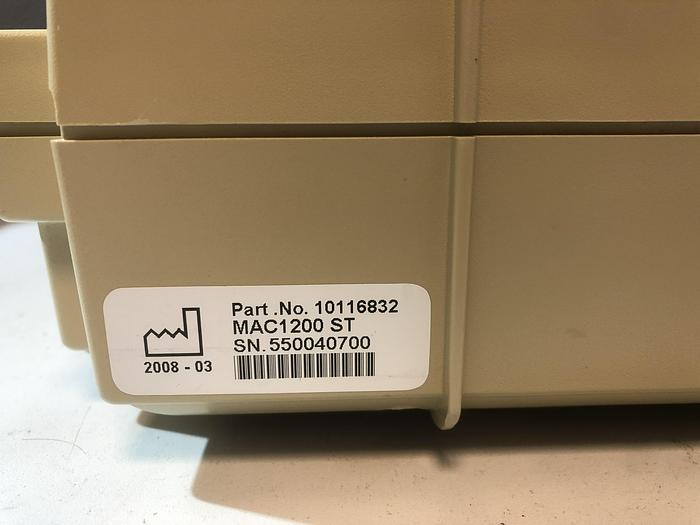 Part .No. 10116832
MAC1200 ST
SN.550040700
2008 - 03